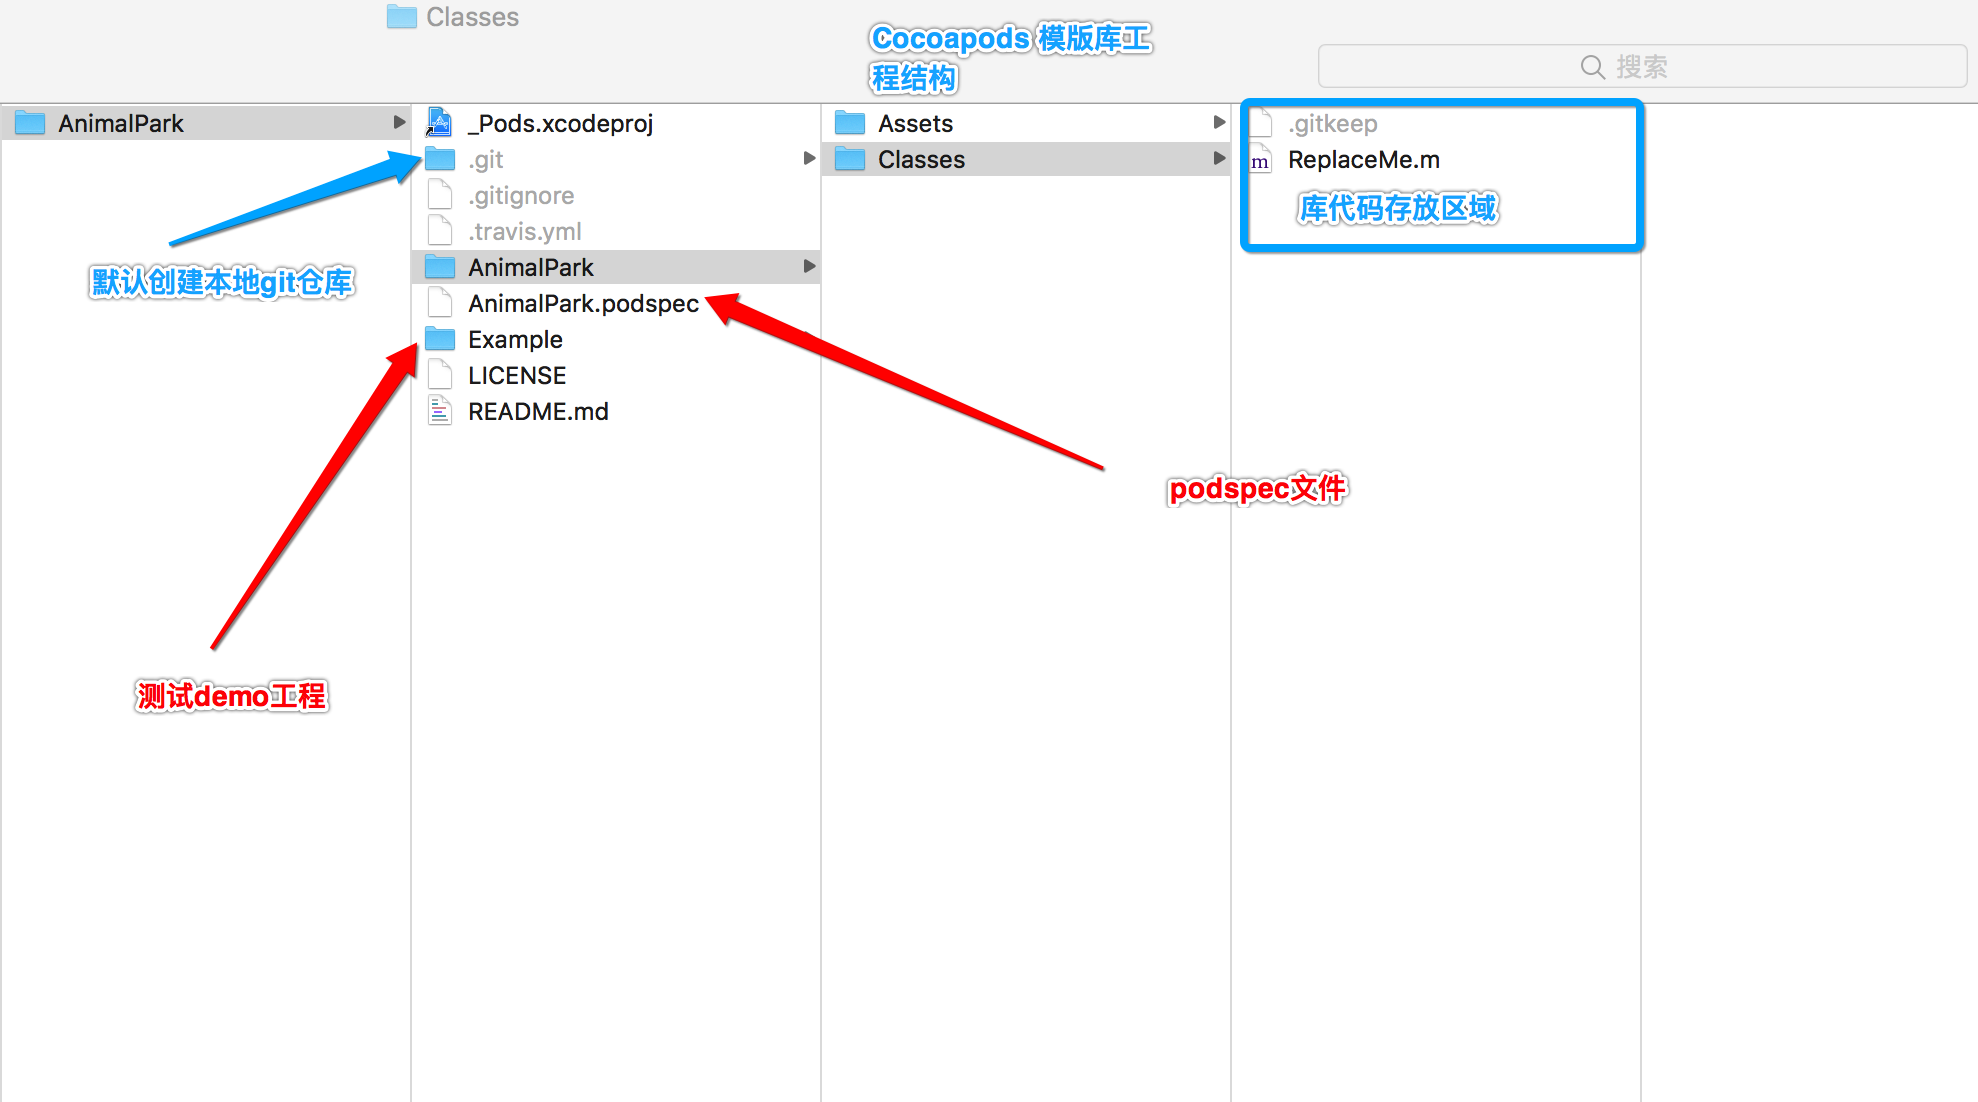 Classes
Cocoapods 模版库工
程结构
搜索
AnimalPark
_Pods.xcodeproj
.git
.gitignore
.travis.yml
AnimalPark
AnimalPark.podspec
Example
LICENSE
README.md
Assets
Classes
.gitkeep
m
ReplaceMe.m
库代码存放区域
默认创建本地git仓库
podspec文件
测试demo工程